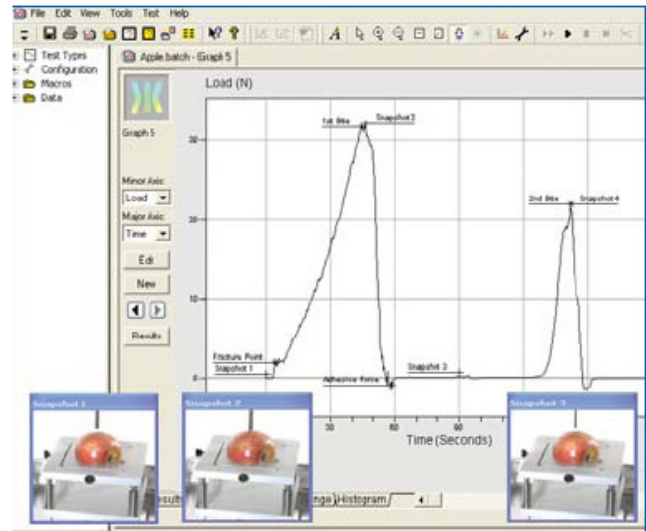 File Edit View Tools Test Help
Test Types
Configuration
Macros
Data
Apple.batch - Graph 5
Graph 5
Minor Axis:
Load
Major Axis:
Time
Edit
New
Results
Load (N)
30
20
10
0
1st Bite
Snapshot 2
2nd Bite
Snapshot 4
Fracture Point
Snapshot 1
Adhesive Force
Snapshot 3
30
60
90
Time (Seconds)
Snapshot 1
Snapshot 2
Snapshot 3
Histogram